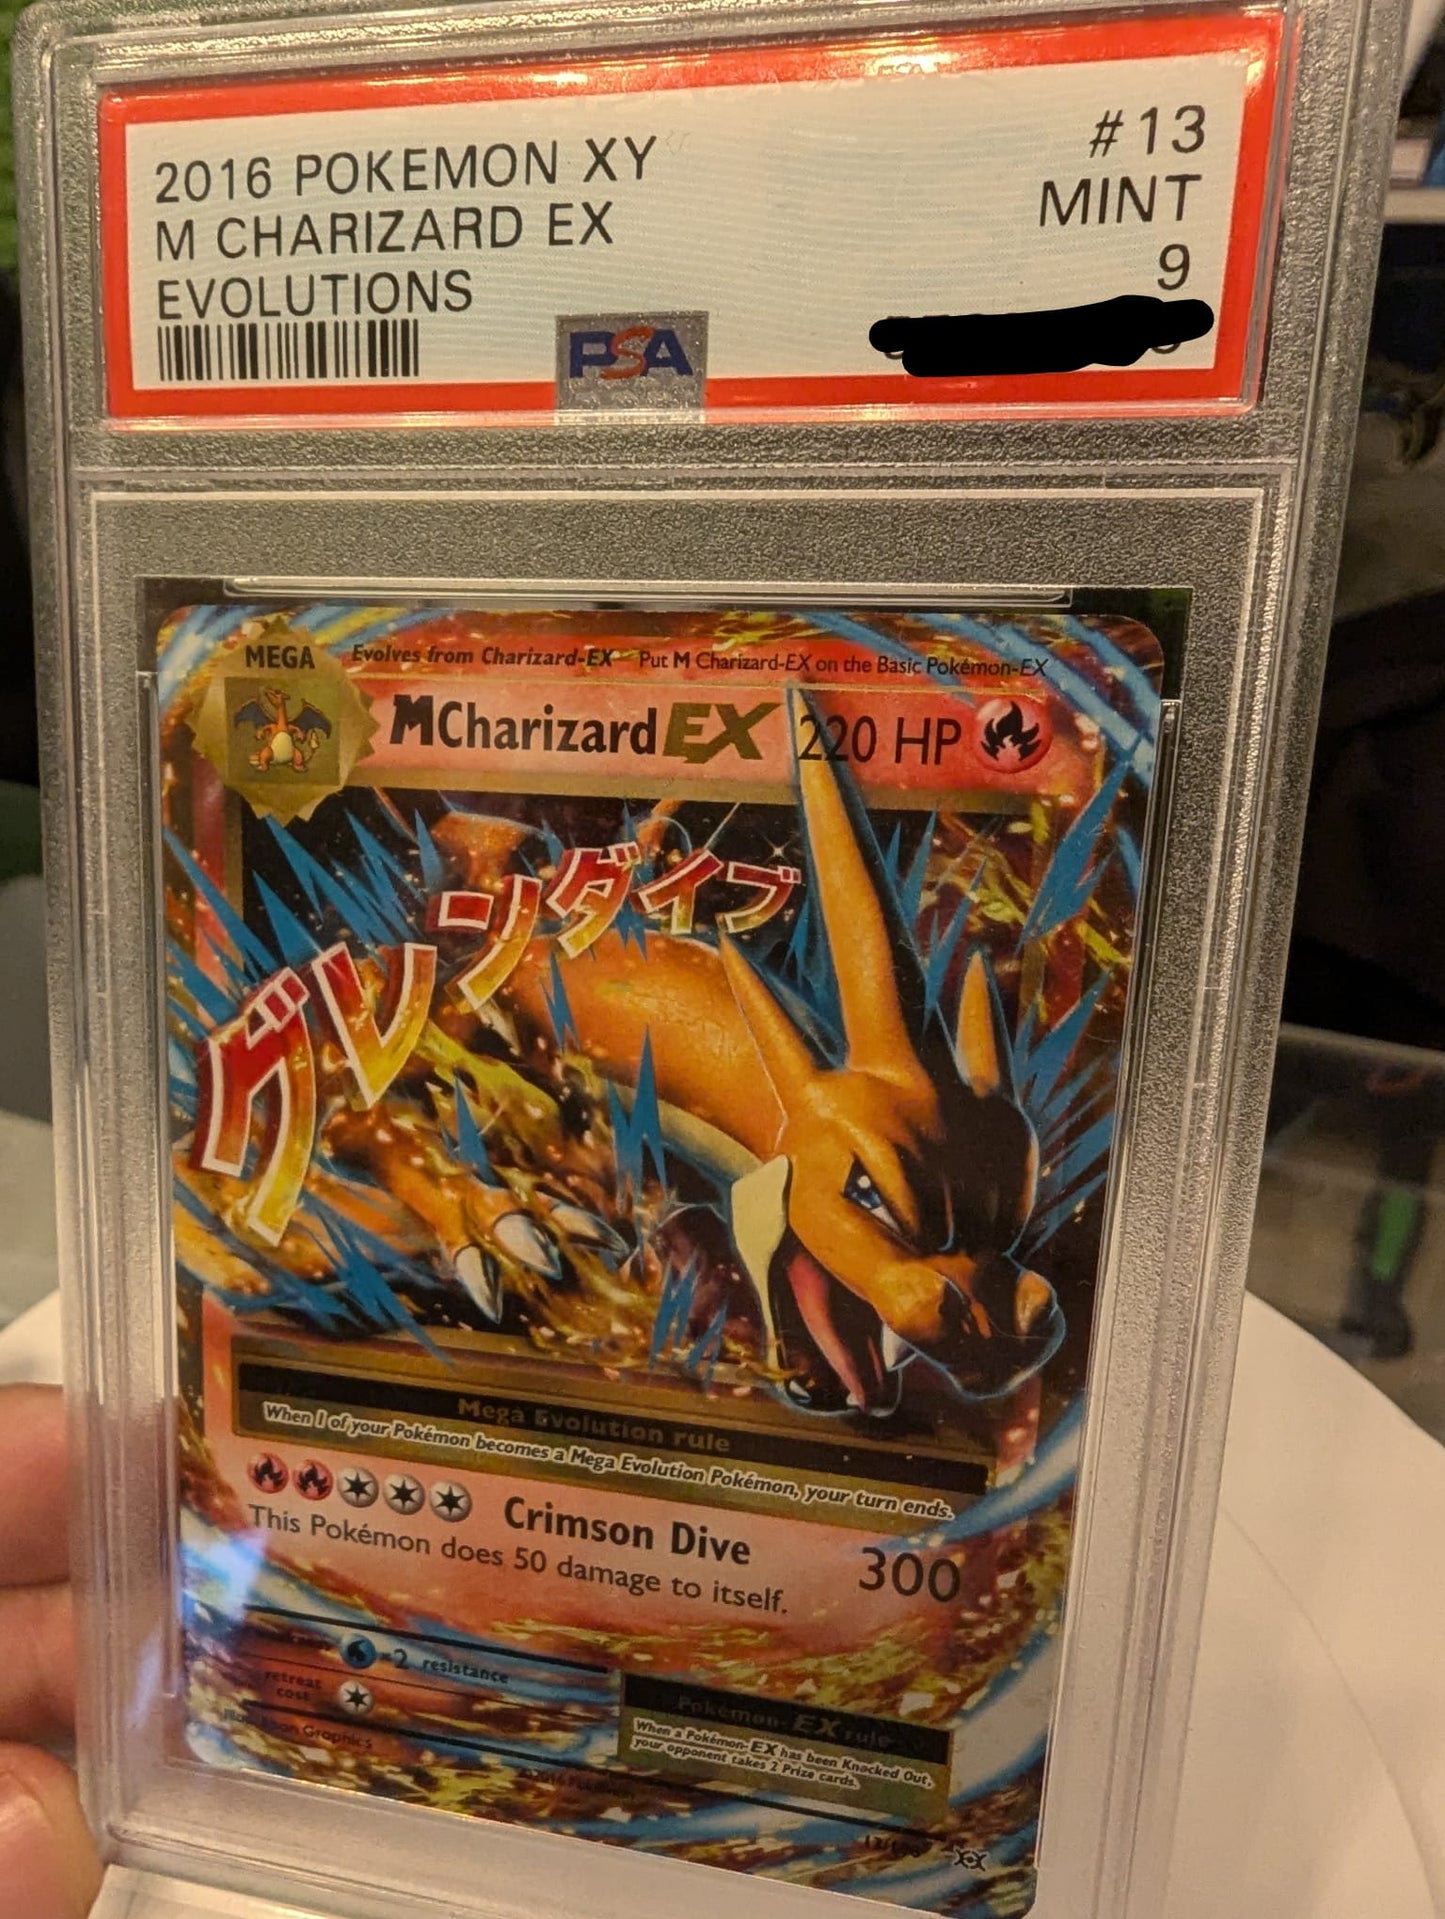 2016 POKEMON XY
M CHARIZARD EX
EVOLUTIONS
#13
MINT
9
PSA
MEGA
Evolves from Charizard-EX Put M Charizard-EX on the Basic Pokémon-EX
MCharizardEX 220 HP
グレンダイブ
Mega Evolution rule
When 1 of your Pokémon becomes a Mega Evolution Pokémon, your turn ends.
Crimson Dive 300
This Pokémon does 50 damage to itself.
×2 resistance
retreat
cost
Graphics
Pokémon-EX rule
When a Pokémon-EX has been Knocked Out,
your opponent takes 2 Prize cards.
©2016 Pokémon